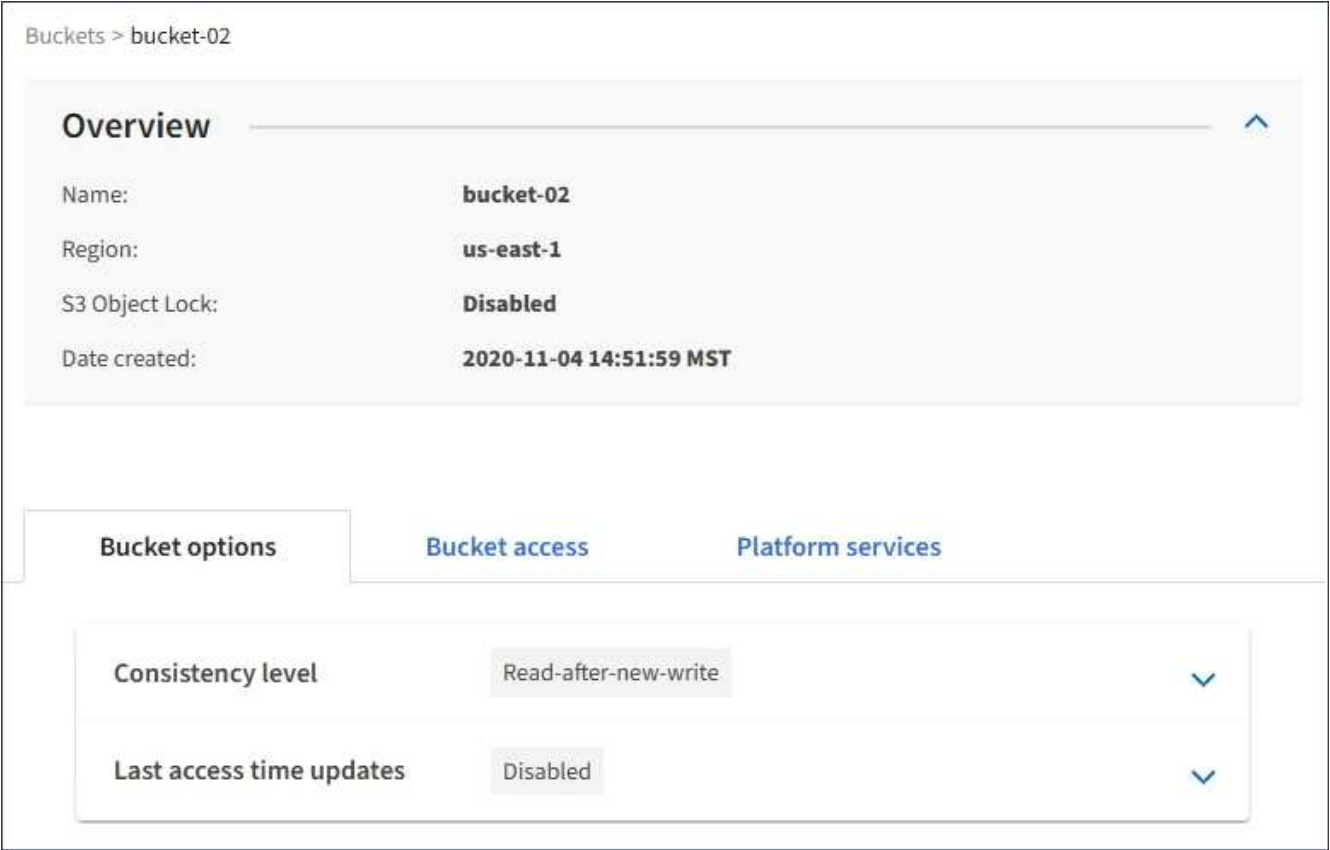 Buckets > bucket-02
Overview
Name: bucket-02
Region: us-east-1
S3 Object Lock: Disabled
Date created: 2020-11-04 14:51:59 MST
Bucket options Bucket access Platform services
Consistency level Read-after-new-write
Last access time updates Disabled